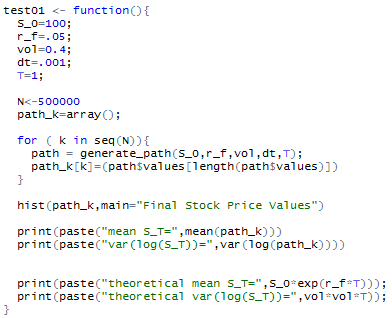 test01 <- function(){
  S_0=100;
  r_f=.05;
  vol=0.4;
  dt=.001;
  T=1;

  N<-500000
  path_k=array();

  for ( k in seq(N)){
    path = generate_path(S_0,r_f,vol,dt,T);
    path_k[k]=(path$values[length(path$values)])
  }

  hist(path_k,main="Final Stock Price Values")

  print(paste("mean S_T=",mean(path_k)))
  print(paste("var(log(S_T))=",var(log(path_k))))


  print(paste("theoretical mean S_T=",S_0*exp(r_f*T)));
  print(paste("theoretical var(log(S_T))=",vol*vol*T));
}